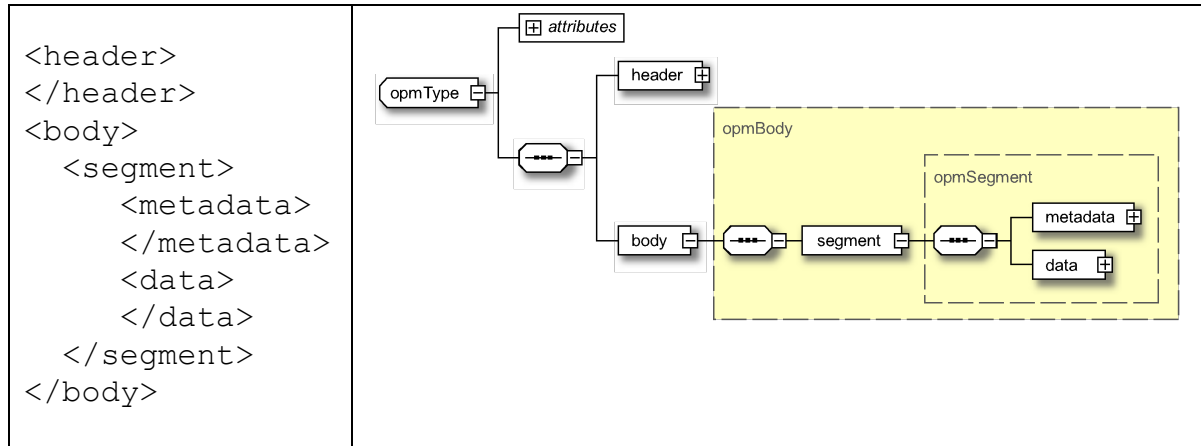 <header>
</header>
<body>
  <segment>
     <metadata>
     </metadata>
     <data>
     </data>
  </segment>
</body>
attributes
opmType
header
opmBody
opmSegment
metadata
body
segment
data